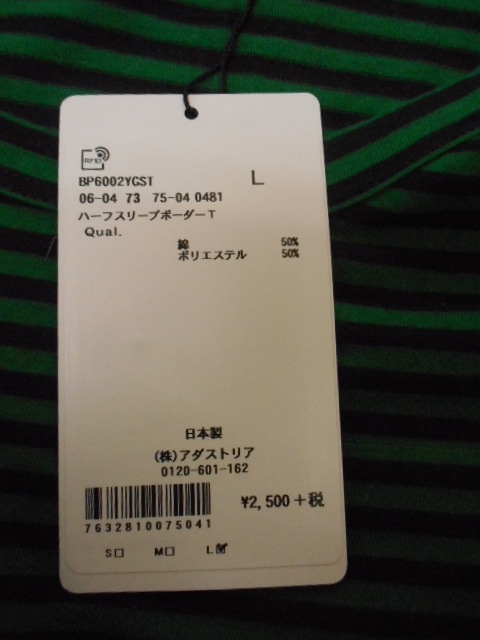 RFID
BP6002YCST L
06-04 73 75-04 0481
ハーフスリーブボーダーT
Qual.
綿 50%
ポリエステル 50%
日本製
(株)アダストリア
0120-601-162
¥2,500+税
7632810075041
S□ M□ L☑